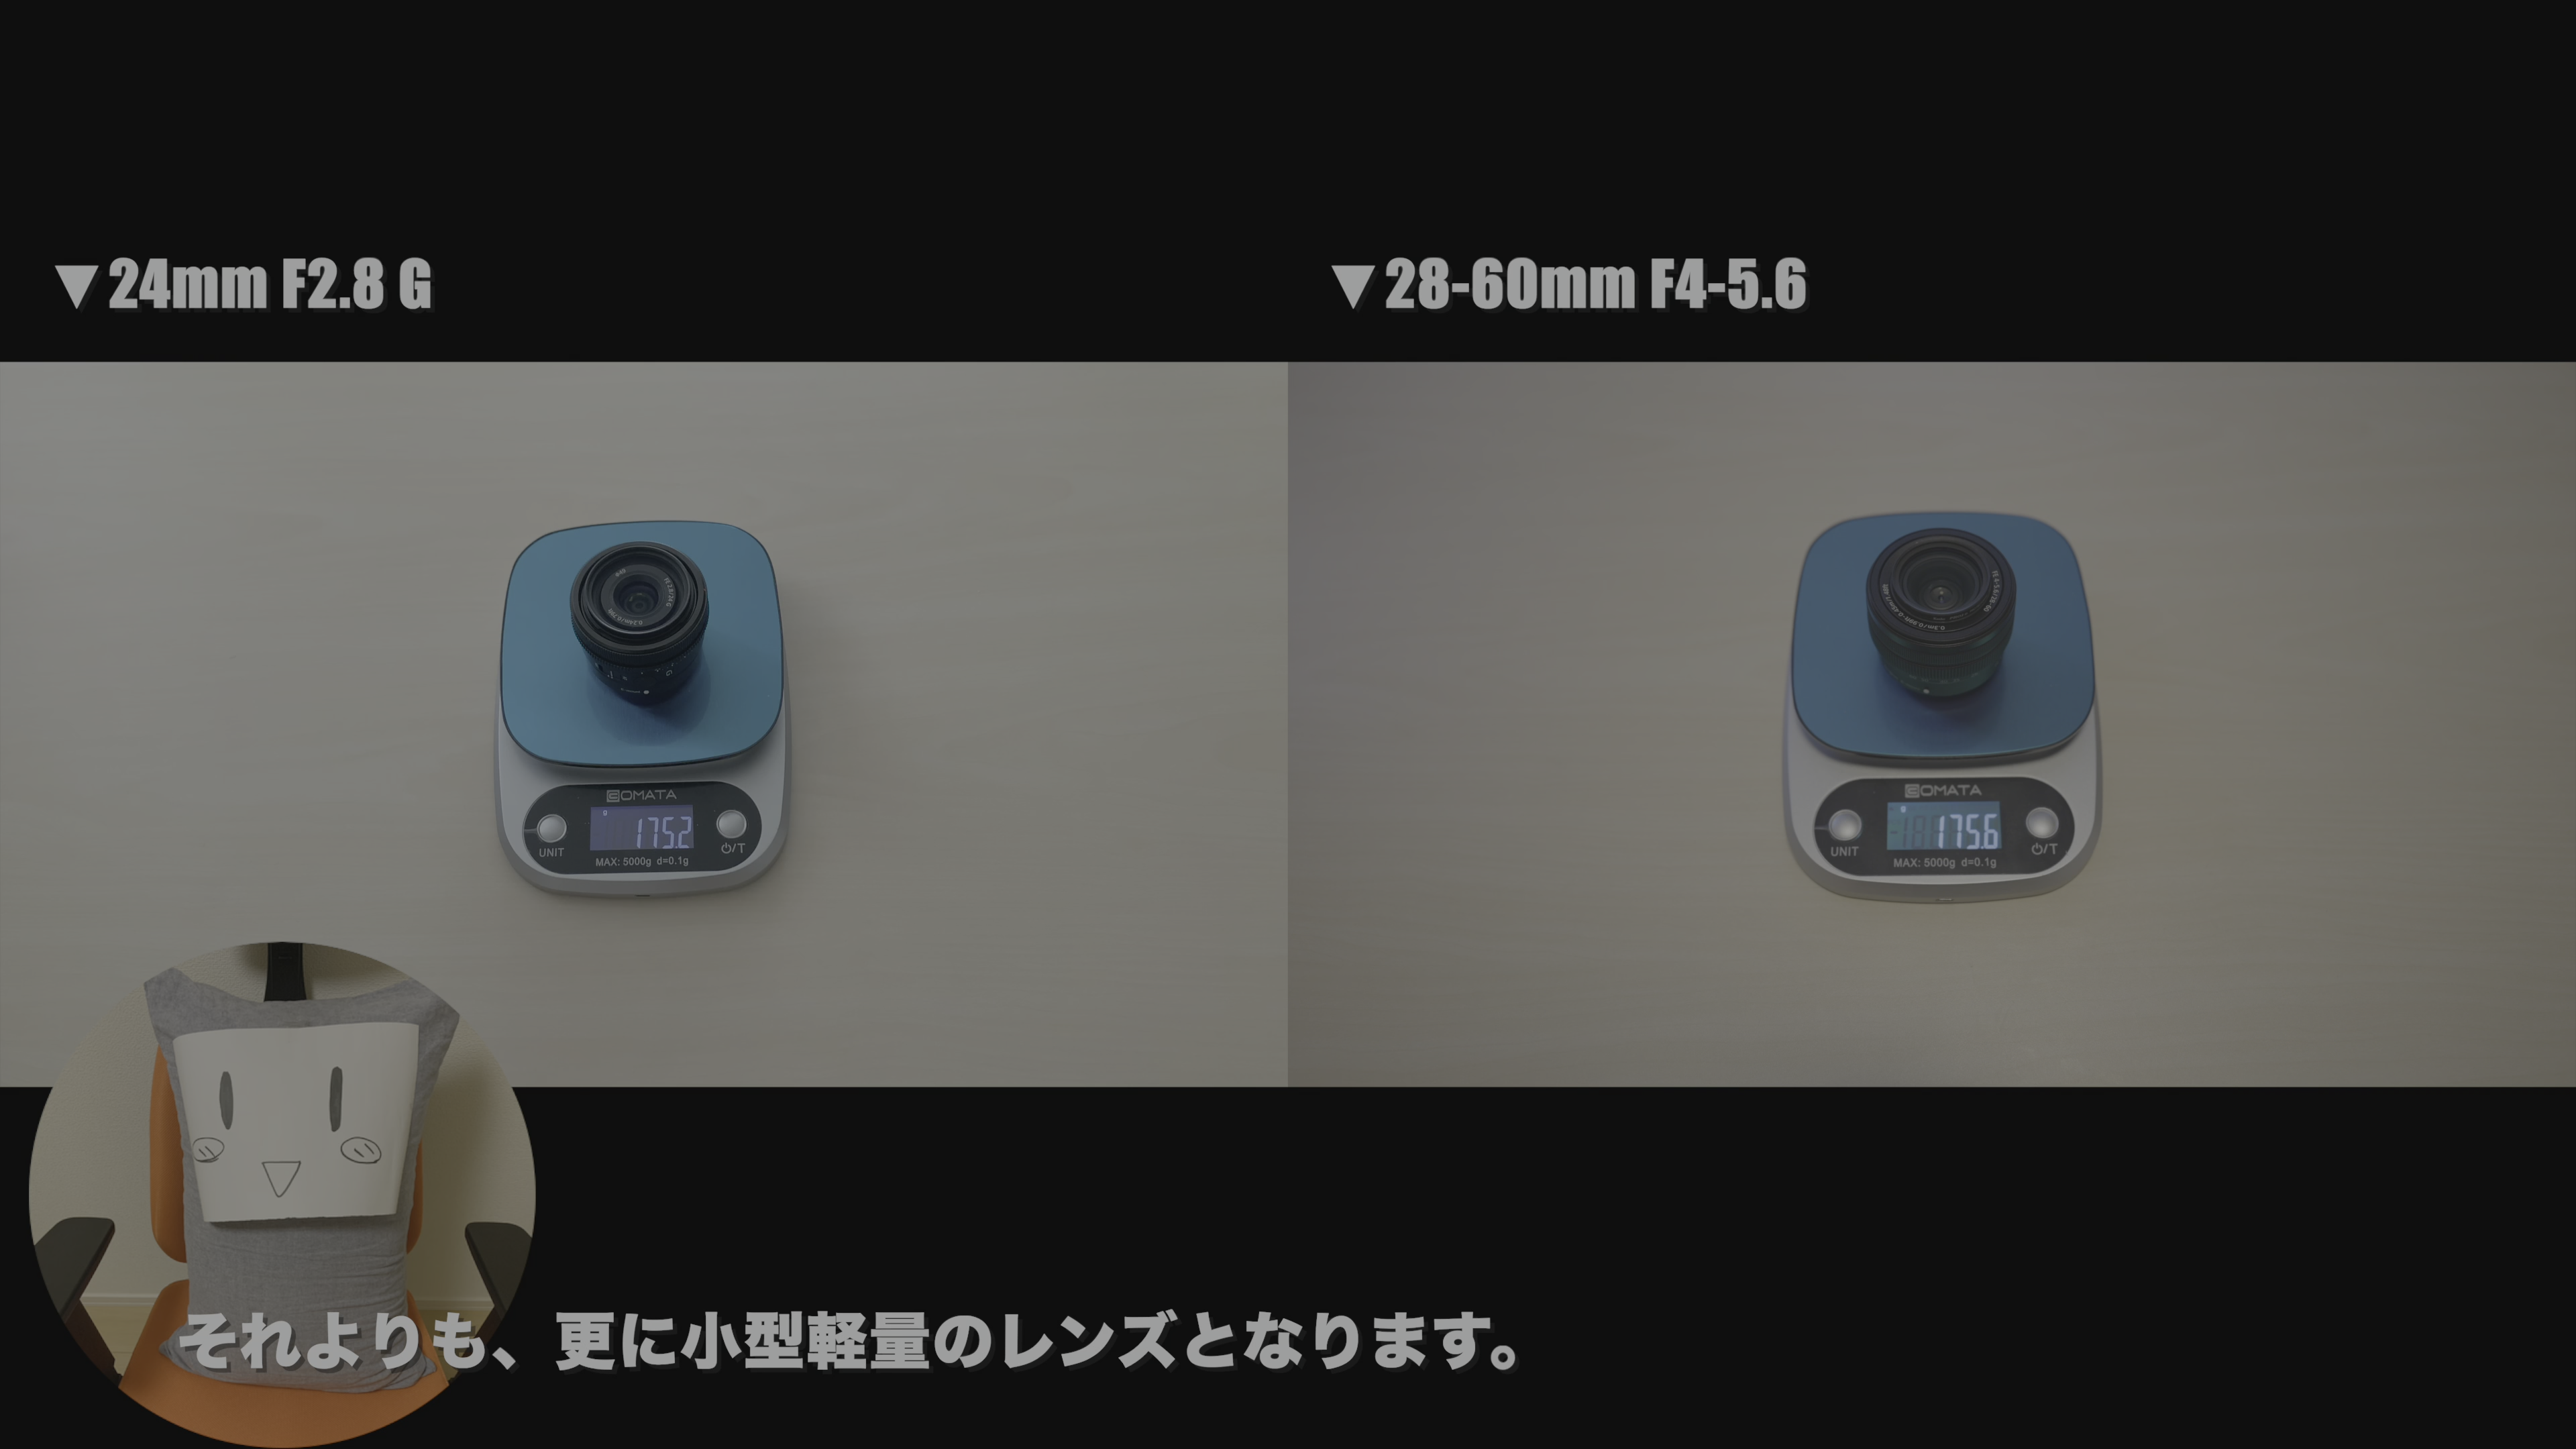 ▼24mm F2.8 G
▼28-60mm F4-5.6
COMATA
g
175.2
UNIT
⏻/T
MAX: 5000g d=0.1g
COMATA
g
175.6
UNIT
⏻/T
MAX: 5000g d=0.1g
それよりも、更に小型軽量のレンズとなります。